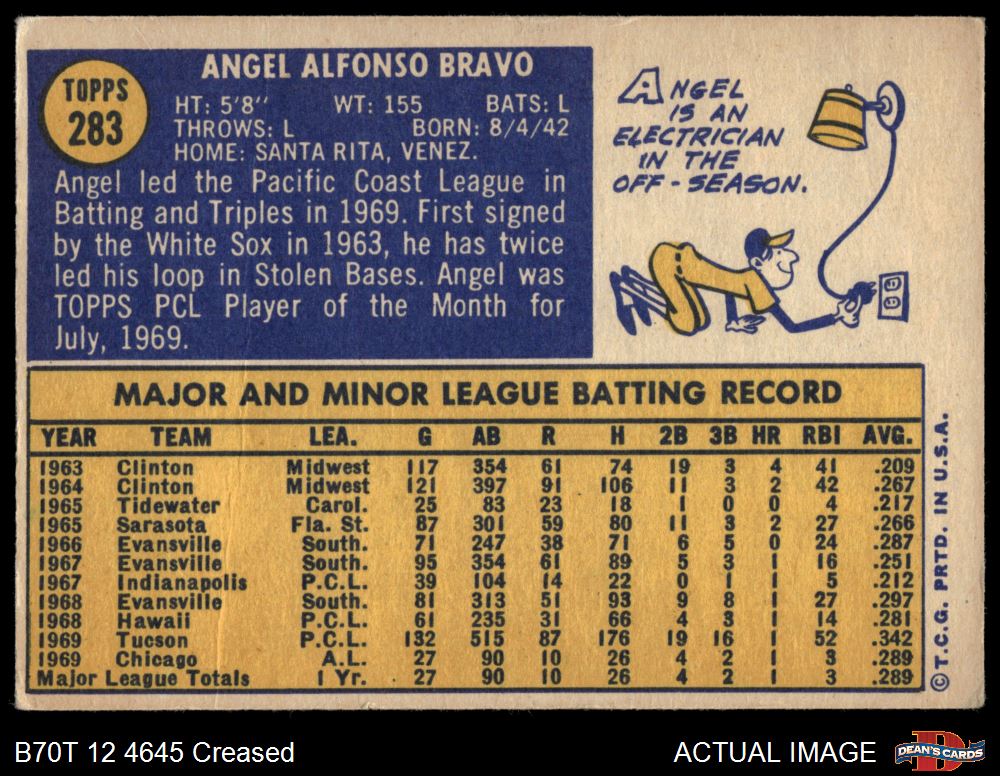 TOPPS
283
ANGEL ALFONSO BRAVO
HT: 5'8" WT: 155 BATS: L
THROWS: L BORN: 8/4/42
HOME: SANTA RITA, VENEZ.
Angel led the Pacific Coast League in
Batting and Triples in 1969. First signed
by the White Sox in 1963, he has twice
led his loop in Stolen Bases. Angel was
TOPPS PCL Player of the Month for
July, 1969.
ANGEL
IS AN
ELECTRICIAN
IN THE
OFF-SEASON.
MAJOR AND MINOR LEAGUE BATTING RECORD
YEAR TEAM LEA. G AB R H 2B 3B HR RBI AVG.
1963 Clinton Midwest 117 354 61 74 19 3 4 41 .209
1964 Clinton Midwest 121 397 91 106 11 3 2 42 .267
1965 Tidewater Carol. 25 83 23 18 1 0 0 4 .217
1965 Sarasota Fla. St. 87 301 59 80 11 3 2 27 .266
1966 Evansville South. 71 247 38 71 6 5 0 24 .287
1967 Evansville South. 95 354 61 89 5 3 1 16 .251
1967 Indianapolis P.C.L. 39 104 14 22 0 1 1 5 .212
1968 Evansville South. 81 313 51 93 9 8 1 27 .297
1968 Hawaii P.C.L. 61 235 31 66 4 3 1 14 .281
1969 Tucson P.C.L. 132 515 87 176 19 16 1 52 .342
1969 Chicago A.L. 27 90 10 26 4 2 1 3 .289
Major League Totals 1 Yr. 27 90 10 26 4 2 1 3 .289
© T.C.G. PRTD. IN U.S.A.
B70T 12 4645 Creased
ACTUAL IMAGE
D
DEAN'S CARDS